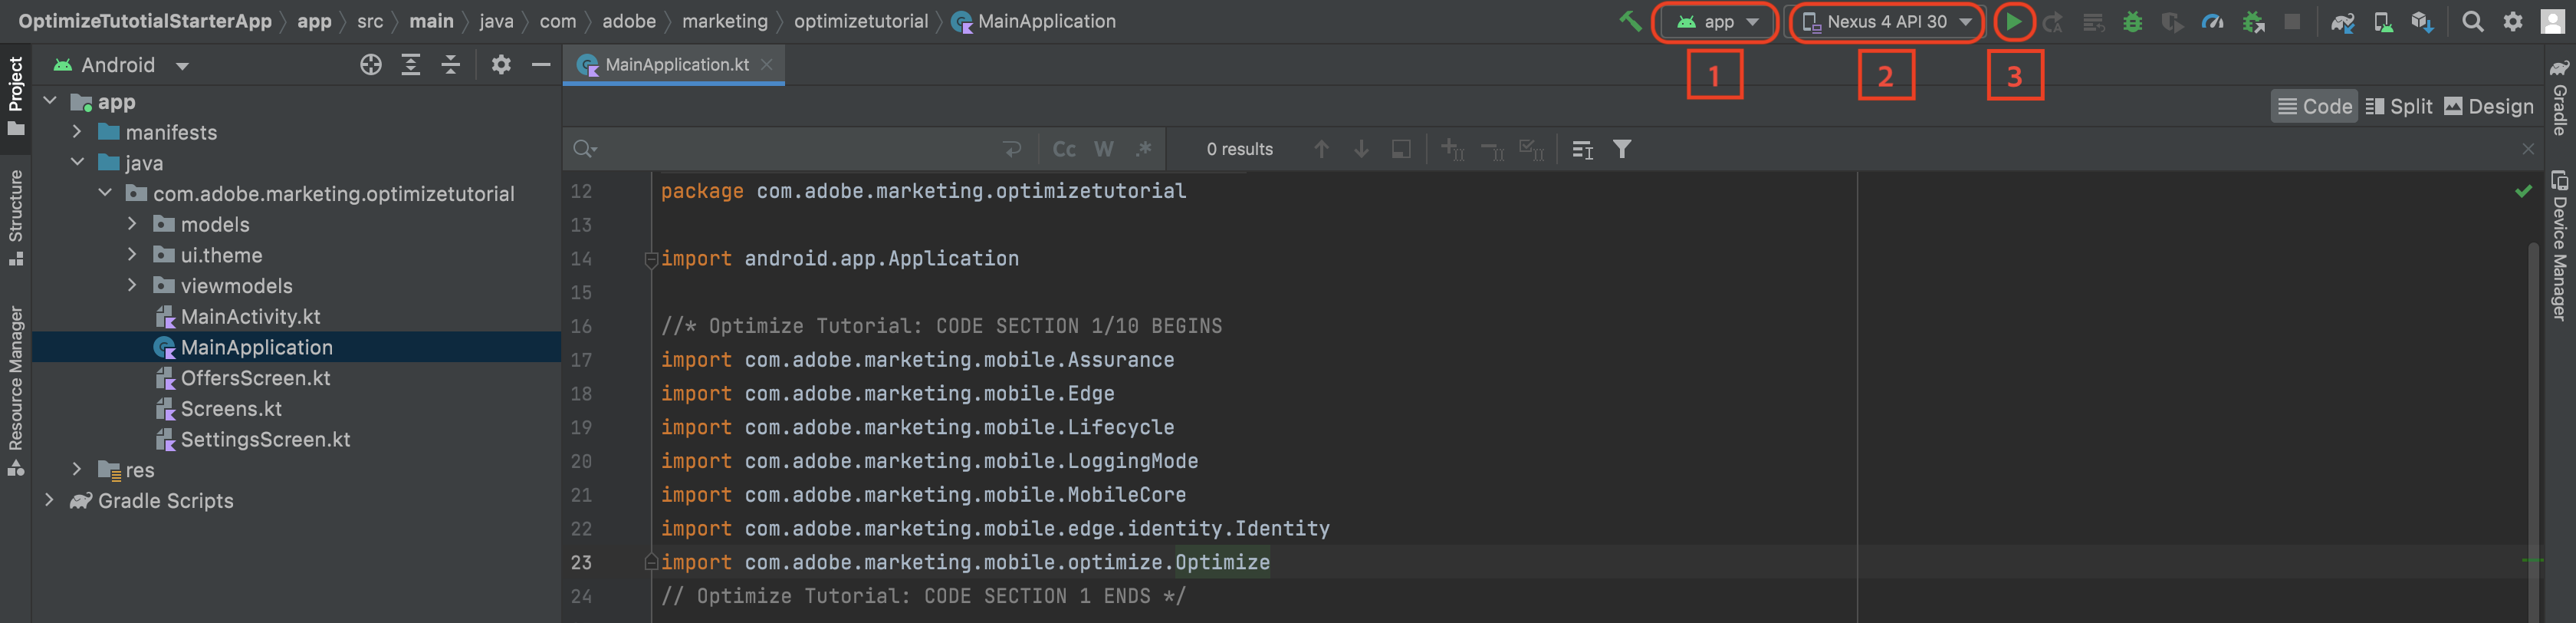 OptimizeTutotialStarterApp app src main java com adobe marketing optimizetutorial MainApplication
app Nexus 4 API 30
1 2 3
Project
Structure
Resource Manager
Android
app
manifests
java
com.adobe.marketing.optimizetutorial
models
ui.theme
viewmodels
MainActivity.kt
MainApplication
OffersScreen.kt
Screens.kt
SettingsScreen.kt
res
Gradle Scripts
MainApplication.kt
Code Split Design
Cc W .* 0 results
12 package com.adobe.marketing.optimizetutorial
13
14 import android.app.Application
15
16 //* Optimize Tutorial: CODE SECTION 1/10 BEGINS
17 import com.adobe.marketing.mobile.Assurance
18 import com.adobe.marketing.mobile.Edge
19 import com.adobe.marketing.mobile.Lifecycle
20 import com.adobe.marketing.mobile.LoggingMode
21 import com.adobe.marketing.mobile.MobileCore
22 import com.adobe.marketing.mobile.edge.identity.Identity
23 import com.adobe.marketing.mobile.optimize.Optimize
24 // Optimize Tutorial: CODE SECTION 1 ENDS */
Gradle
Device Manager